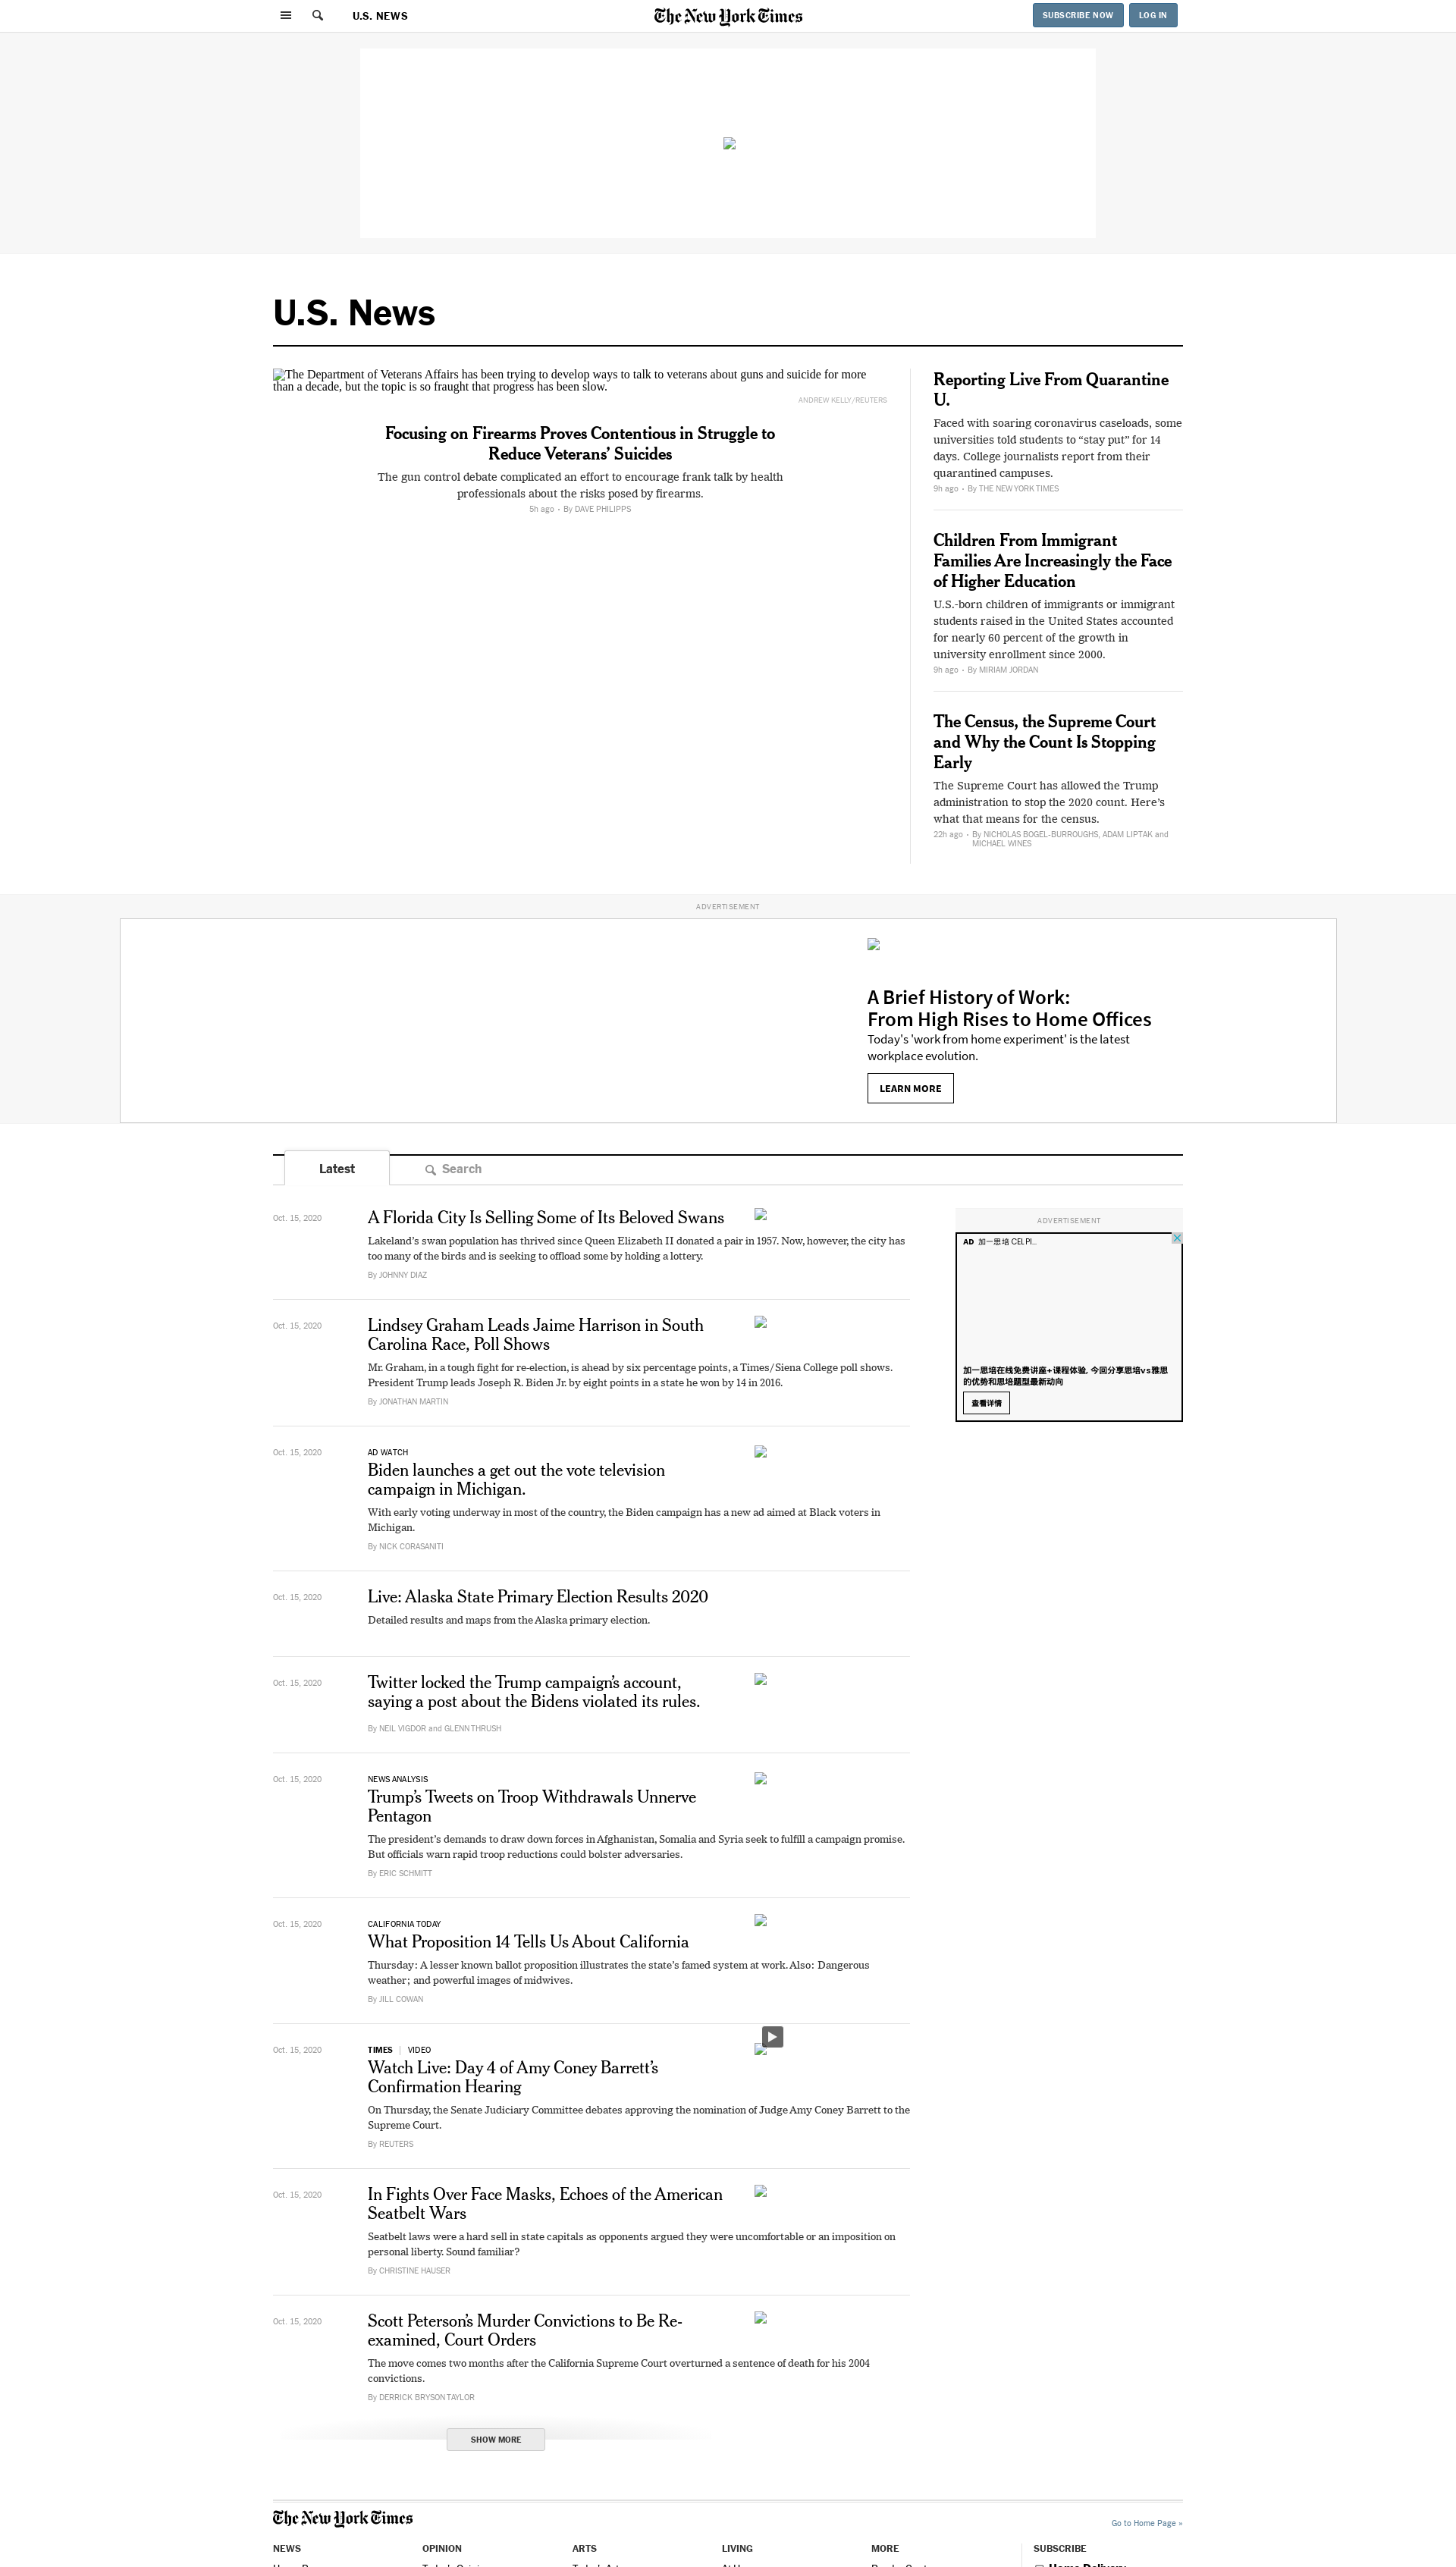 U.S. NEWS
The New York Times
SUBSCRIBE NOW
LOG IN
U.S. News
The Department of Veterans Affairs has been trying to develop ways to talk to veterans about guns and suicide for more
than a decade, but the topic is so fraught that progress has been slow.
ANDREW KELLY/REUTERS
Focusing on Firearms Proves Contentious in Struggle to
Reduce Veterans’ Suicides
The gun control debate complicated an effort to encourage frank talk by health
professionals about the risks posed by firearms.
5h ago • By DAVE PHILIPPS
Reporting Live From Quarantine
U.
Faced with soaring coronavirus caseloads, some
universities told students to “stay put” for 14
days. College journalists report from their
quarantined campuses.
9h ago • By THE NEW YORK TIMES
Children From Immigrant
Families Are Increasingly the Face
of Higher Education
U.S.-born children of immigrants or immigrant
students raised in the United States accounted
for nearly 60 percent of the growth in
university enrollment since 2000.
9h ago • By MIRIAM JORDAN
The Census, the Supreme Court
and Why the Count Is Stopping
Early
The Supreme Court has allowed the Trump
administration to stop the 2020 count. Here’s
what that means for the census.
22h ago • By NICHOLAS BOGEL-BURROUGHS, ADAM LIPTAK and
MICHAEL WINES
ADVERTISEMENT
A Brief History of Work:
From High Rises to Home Offices
Today's 'work from home experiment' is the latest
workplace evolution.
LEARN MORE
Latest
Search
Oct. 15, 2020
A Florida City Is Selling Some of Its Beloved Swans
Lakeland’s swan population has thrived since Queen Elizabeth II donated a pair in 1957. Now, however, the city has
too many of the birds and is seeking to offload some by holding a lottery.
By JOHNNY DIAZ
ADVERTISEMENT
AD 加一思培 CELPI...
加一思培在线免费讲座+课程体验, 今回分享思培vs雅思
的优势和思培题型最新动向
查看详情
Oct. 15, 2020
Lindsey Graham Leads Jaime Harrison in South
Carolina Race, Poll Shows
Mr. Graham, in a tough fight for re-election, is ahead by six percentage points, a Times/Siena College poll shows.
President Trump leads Joseph R. Biden Jr. by eight points in a state he won by 14 in 2016.
By JONATHAN MARTIN
Oct. 15, 2020
AD WATCH
Biden launches a get out the vote television
campaign in Michigan.
With early voting underway in most of the country, the Biden campaign has a new ad aimed at Black voters in
Michigan.
By NICK CORASANITI
Oct. 15, 2020
Live: Alaska State Primary Election Results 2020
Detailed results and maps from the Alaska primary election.
Oct. 15, 2020
Twitter locked the Trump campaign’s account,
saying a post about the Bidens violated its rules.
By NEIL VIGDOR and GLENN THRUSH
Oct. 15, 2020
NEWS ANALYSIS
Trump’s Tweets on Troop Withdrawals Unnerve
Pentagon
The president’s demands to draw down forces in Afghanistan, Somalia and Syria seek to fulfill a campaign promise.
But officials warn rapid troop reductions could bolster adversaries.
By ERIC SCHMITT
Oct. 15, 2020
CALIFORNIA TODAY
What Proposition 14 Tells Us About California
Thursday: A lesser known ballot proposition illustrates the state’s famed system at work. Also: Dangerous
weather; and powerful images of midwives.
By JILL COWAN
Oct. 15, 2020
TIMES | VIDEO
Watch Live: Day 4 of Amy Coney Barrett’s
Confirmation Hearing
On Thursday, the Senate Judiciary Committee debates approving the nomination of Judge Amy Coney Barrett to the
Supreme Court.
By REUTERS
Oct. 15, 2020
In Fights Over Face Masks, Echoes of the American
Seatbelt Wars
Seatbelt laws were a hard sell in state capitals as opponents argued they were uncomfortable or an imposition on
personal liberty. Sound familiar?
By CHRISTINE HAUSER
Oct. 15, 2020
Scott Peterson’s Murder Convictions to Be Re-
examined, Court Orders
The move comes two months after the California Supreme Court overturned a sentence of death for his 2004
convictions.
By DERRICK BRYSON TAYLOR
SHOW MORE
The New York Times
Go to Home Page »
NEWS
OPINION
ARTS
LIVING
MORE
SUBSCRIBE
Home Delivery